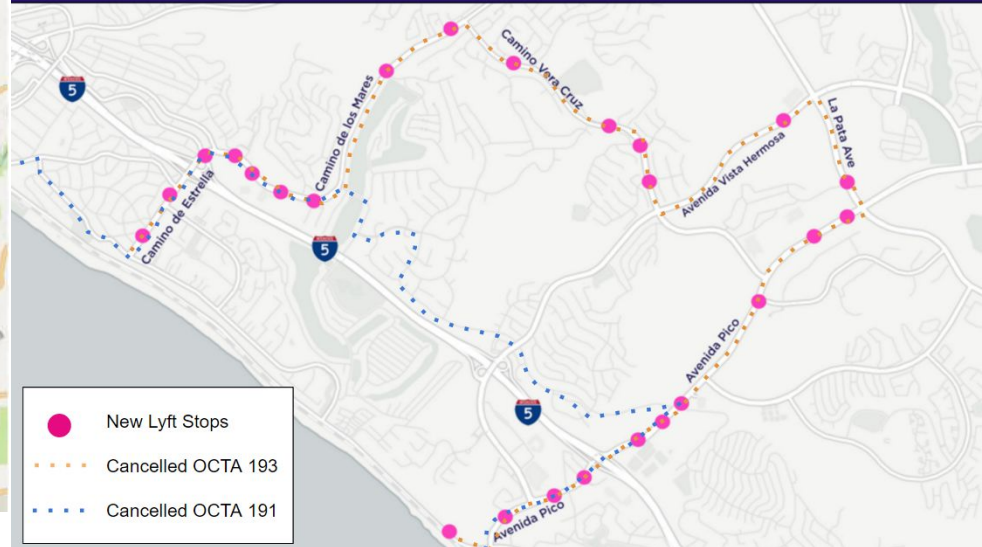 5
Camino de los Mares
Camino Vera Cruz
La Pata Ave
Avenida Vista Hermosa
Camino de Estrella
5
Avenida Pico
5
Avenida Pico
New Lyft Stops
Cancelled OCTA 193
Cancelled OCTA 191